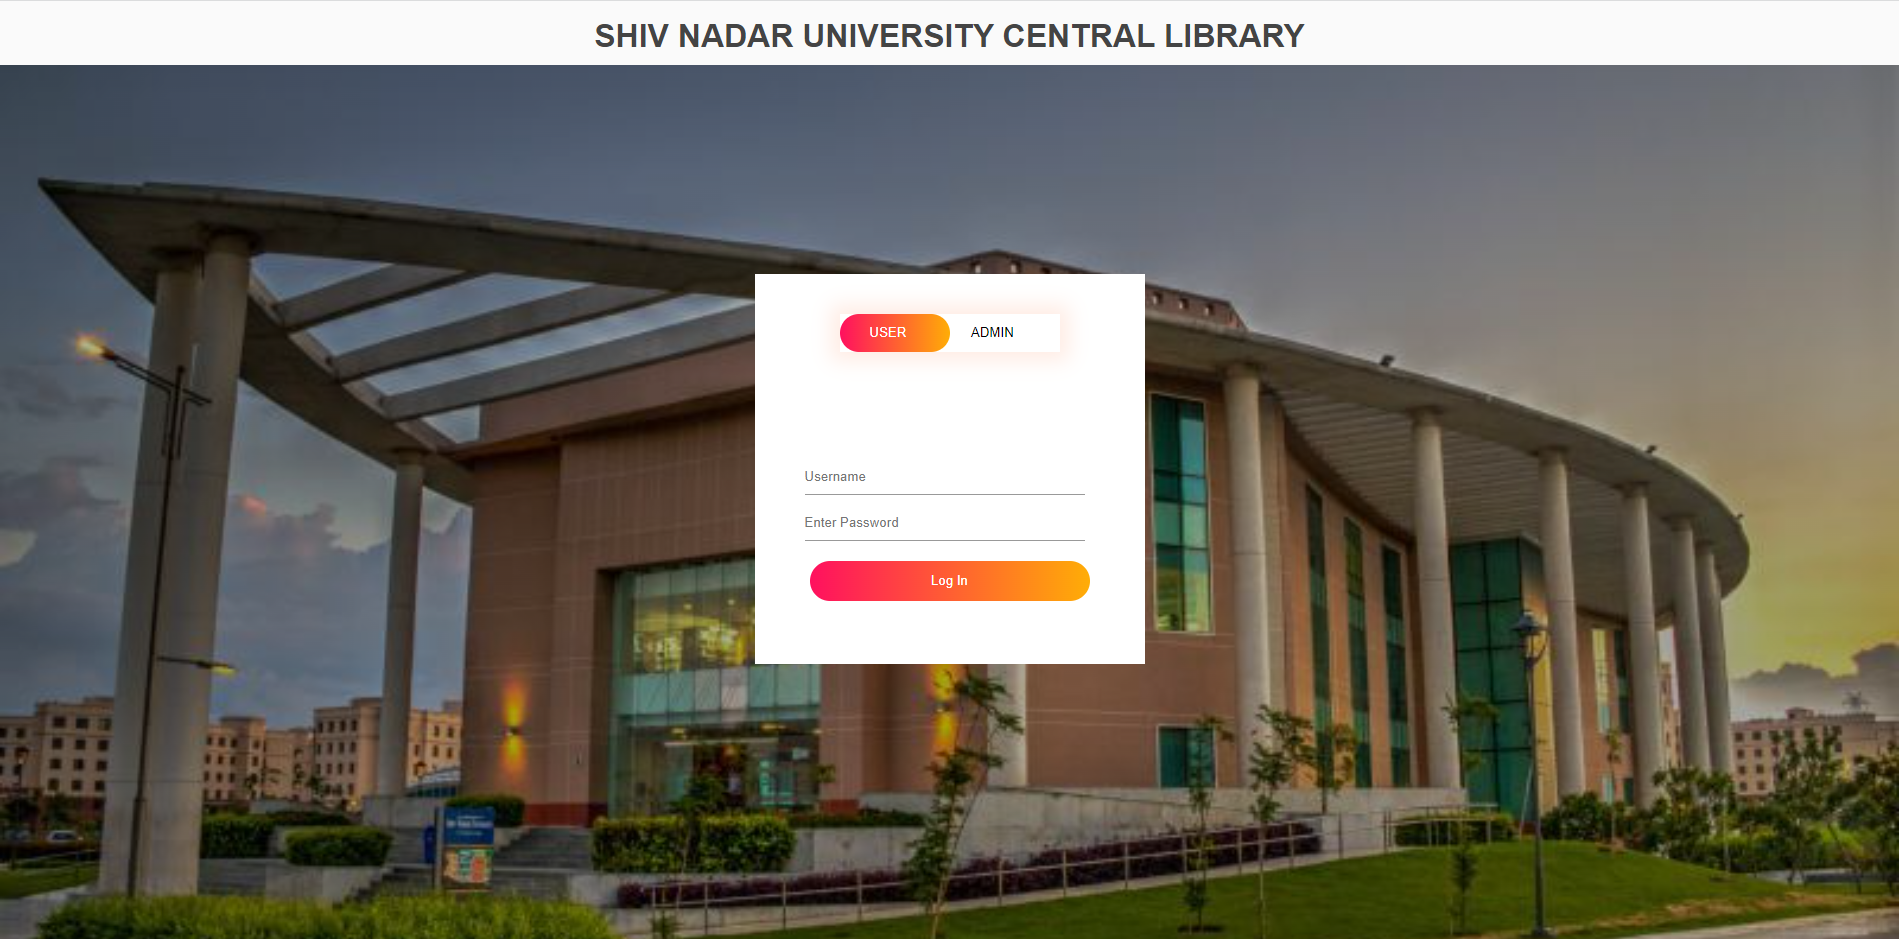 SHIV NADAR UNIVERSITY CENTRAL LIBRARY
USER ADMIN
Username
Enter Password
Log In